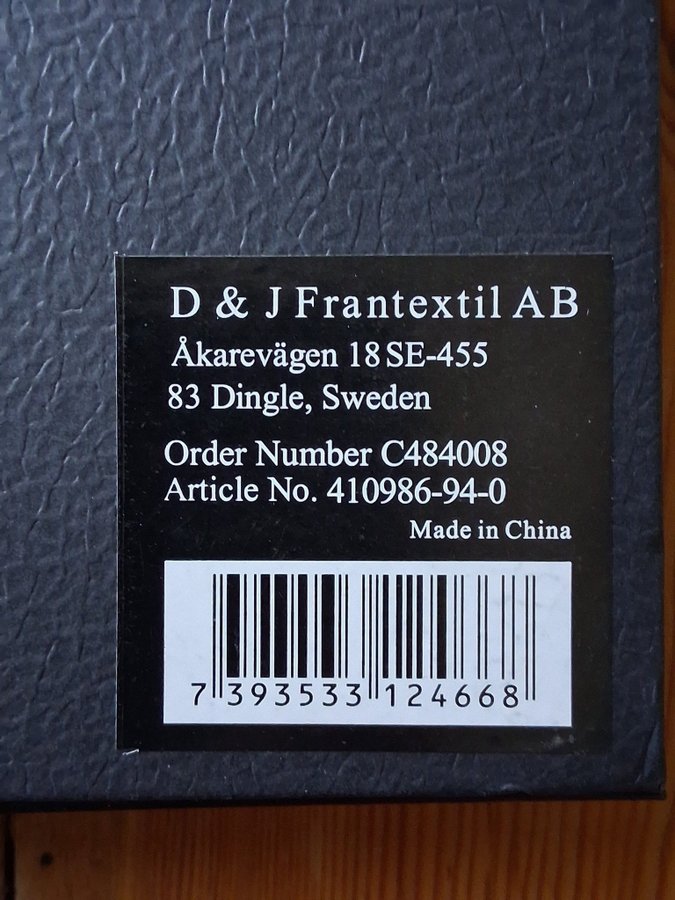 D & J Frantextil AB
Åkarevägen 18 SE-455
83 Dingle, Sweden
Order Number C484008
Article No. 410986-94-0
Made in China
7 393533 124668